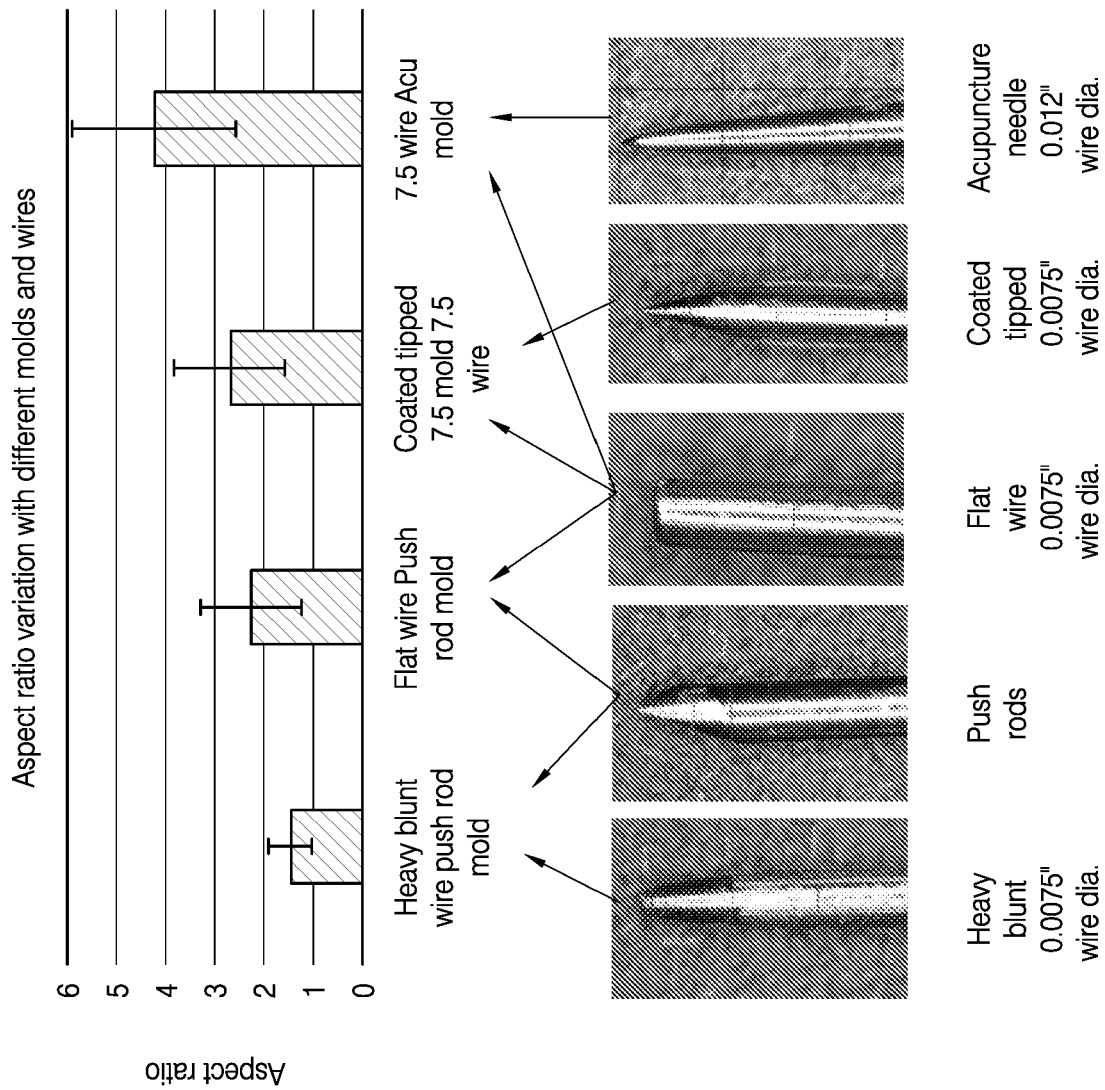 Aspect ratio variation with different molds and wires
Aspect ratio
6
5
4
3
2
1
0
Heavy blunt
wire push rod
mold
Flat wire Push
rod mold
Coated tipped
7.5 mold 7.5
wire
7.5 wire Acu
mold
Heavy
blunt
0.0075"
wire dia.
Push
rods
Flat
wire
0.0075"
wire dia.
Coated
tipped
0.0075"
wire dia.
Acupuncture
needle
0.012"
wire dia.